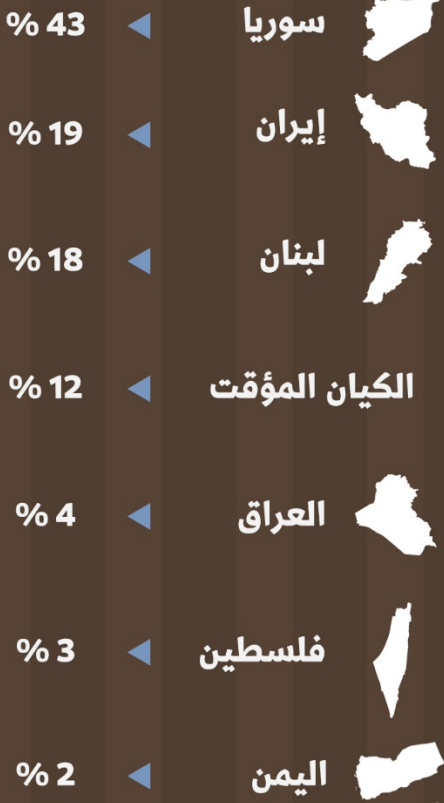 سوريا 43 %
إيران 19 %
لبنان 18 %
الكيان المؤقت 12 %
العراق 4 %
فلسطين 3 %
اليمن 2 %